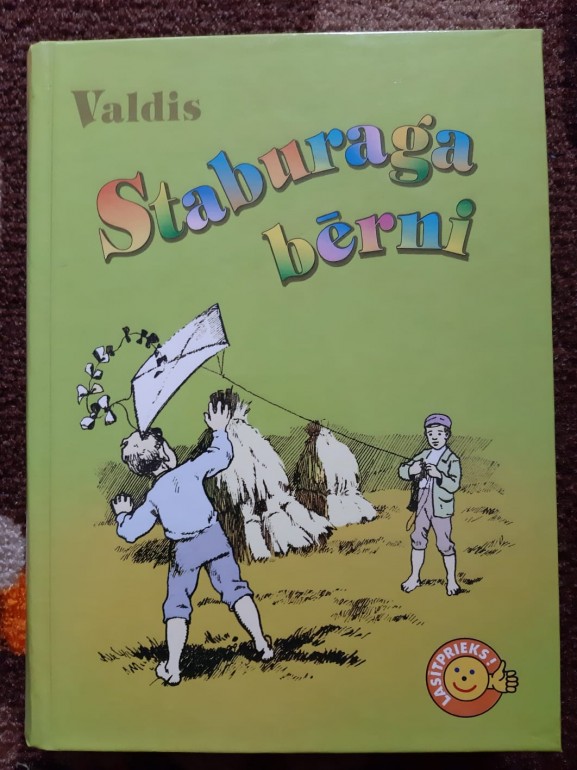 Valdis
Staburaga
bērni
LASĪTPRIEKS!